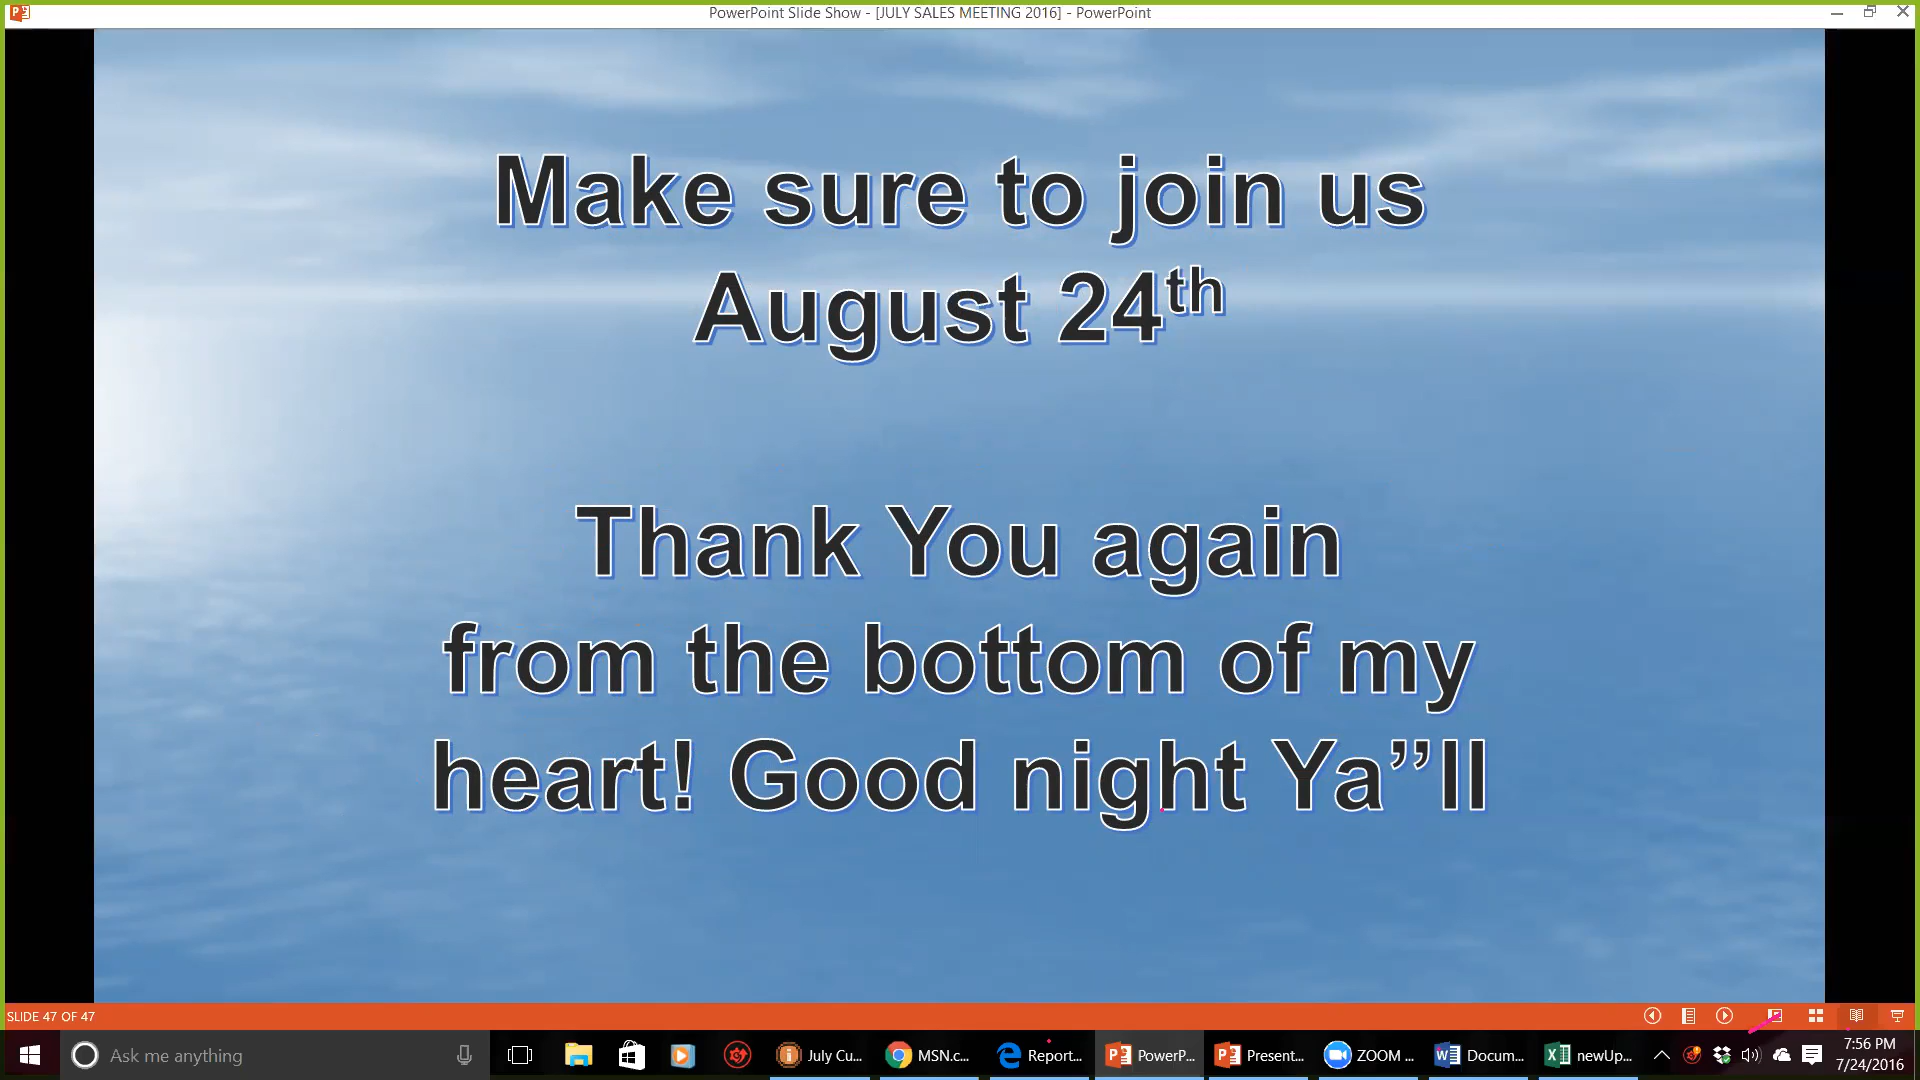 PowerPoint Slide Show - [JULY SALES MEETING 2016] - PowerPoint
Make sure to join us
August 24th
Thank You again
from the bottom of my
heart! Good night Ya”ll
SLIDE 47 OF 47
Ask me anything
July Cu...
MSN.c...
Report...
PowerP...
Present...
ZOOM ...
Docum...
newUp...
7:56 PM
7/24/2016